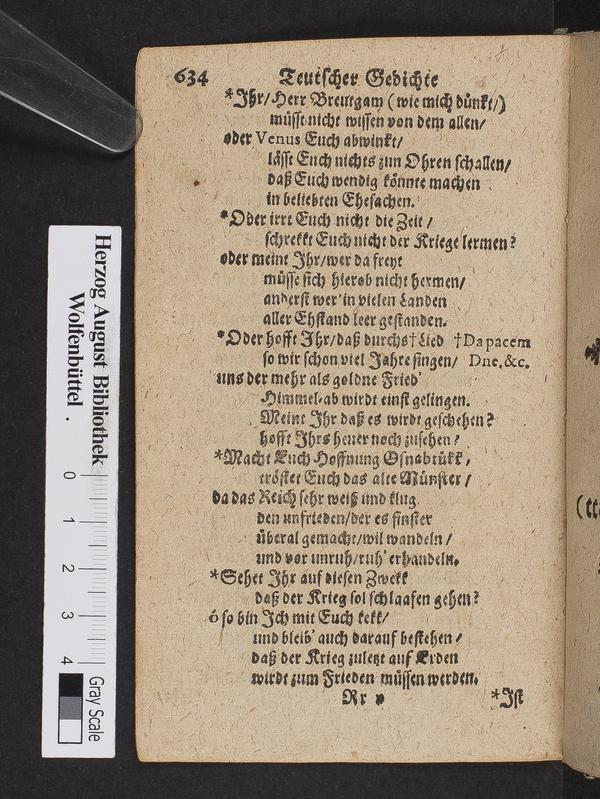 634 Teutscher Gedichte
*Ihr/Herr Breutgam (wie mich dünkt/)
müsst nicht wissen von dem allen/
oder Venus Euch abwinkt/
lässt Euch nichts zun Ohren schallen/
daß Euch wendig könnte machen
in beliebten Ehesachen.
*Oder irrt Euch nicht die Zeit /
schrekkt Euch nicht der Kriege lermen?
oder meint Ihr/wer da freyt
müsse sich hierob nicht hermen/
anderst wer' in vielen Landen
aller Ehstand leer gestanden.
*Oder hofft Ihr/daß durchs†Lied †Da pacem
so wir schon viel Jahre singen/ Dne,&c.
uns der mehr als goldne Fried'
Himmel-ab wirdt einst gelingen.
Meint Ihr daß es wirdt geschehen?
hofft Ihrs heuer noch zusehen?
*Macht Euch Hoffnung Osnabrükk,
tröstet Euch das alte Münster /
da das Reich sehr weiß und klug
den unfrieden/der es finster
überal gemacht/wil wandeln/
und vor unruh/ruh' erhandeln.
*Sehet Ihr auf diesen Zwekk
daß der Krieg sol schlaafen gehen?
ó so bin Ich mit Euch kekk/
und bleib' auch darauf bestehen /
daß der Krieg zuletzt auf Erden
wirdt zum Frieden müssen werden.
Rr v *Ist
Herzog August Bibliothek
Wolfenbüttel .
0 1 2 3 4 Gray Scale